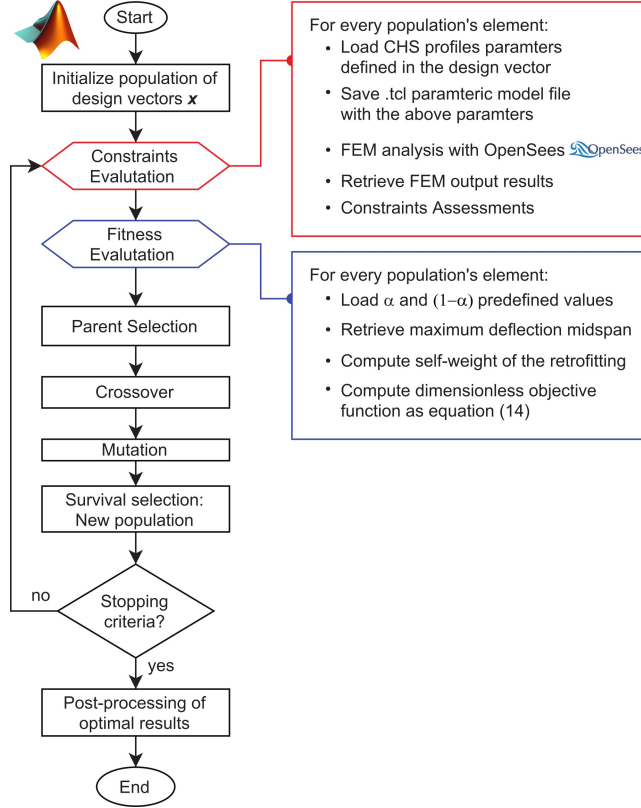 Start
Initialize population of
design vectors x
Constraints
Evalutation
Fitness
Evalutation
Parent Selection
Crossover
Mutation
Survival selection:
New population
no
Stopping
criteria?
yes
Post-processing of
optimal results
End
For every population's element:
• Load CHS profiles paramters
defined in the design vector
• Save .tcl paramteric model file
with the above paramters
• FEM analysis with OpenSees OpenSees
• Retrieve FEM output results
• Constraints Assessments
For every population's element:
• Load α and (1–α) predefined values
• Retrieve maximum deflection midspan
• Compute self-weight of the retrofitting
• Compute dimensionless objective
function as equation (14)